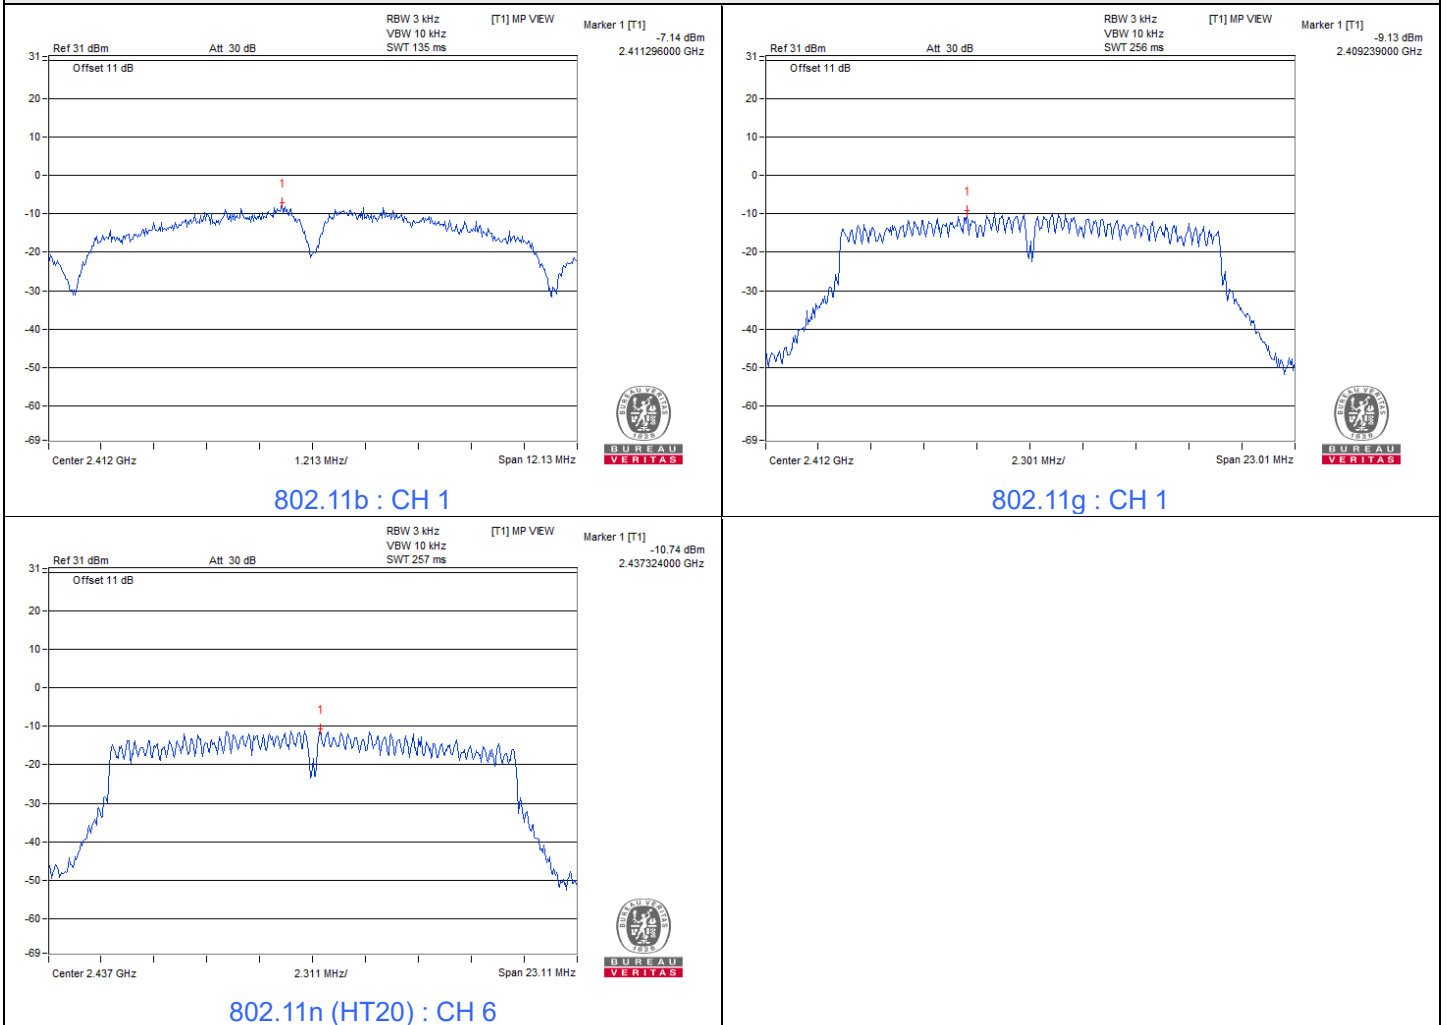 RBW 3 kHz [T1] MP VIEW
VBW 10 kHz
SWT 135 ms
Marker 1 [T1]
-7.14 dBm
2.411296000 GHz
Ref 31 dBm Att 30 dB
31
Offset 11 dB
20
10
0
-10
-20
-30
-40
-50
-60
-69
1
Center 2.412 GHz 1.213 MHz/ Span 12.13 MHz
BUREAU VERITAS
1828
BUREAU
VERITAS
802.11b : CH 1
RBW 3 kHz [T1] MP VIEW
VBW 10 kHz
SWT 256 ms
Marker 1 [T1]
-9.13 dBm
2.409239000 GHz
Ref 31 dBm Att 30 dB
31
Offset 11 dB
20
10
0
-10
-20
-30
-40
-50
-60
-69
1
Center 2.412 GHz 2.301 MHz/ Span 23.01 MHz
BUREAU VERITAS
1828
BUREAU
VERITAS
802.11g : CH 1
RBW 3 kHz [T1] MP VIEW
VBW 10 kHz
SWT 257 ms
Marker 1 [T1]
-10.74 dBm
2.437324000 GHz
Ref 31 dBm Att 30 dB
31
Offset 11 dB
20
10
0
-10
-20
-30
-40
-50
-60
-69
1
Center 2.437 GHz 2.311 MHz/ Span 23.11 MHz
BUREAU VERITAS
1828
BUREAU
VERITAS
802.11n (HT20) : CH 6